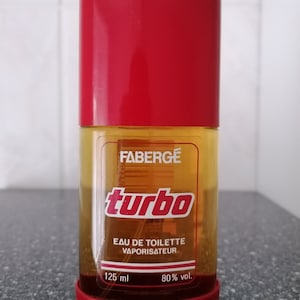 FABERGÉ
turbo
EAU DE TOILETTE
VAPORISATEUR
125 ml 80% vol.